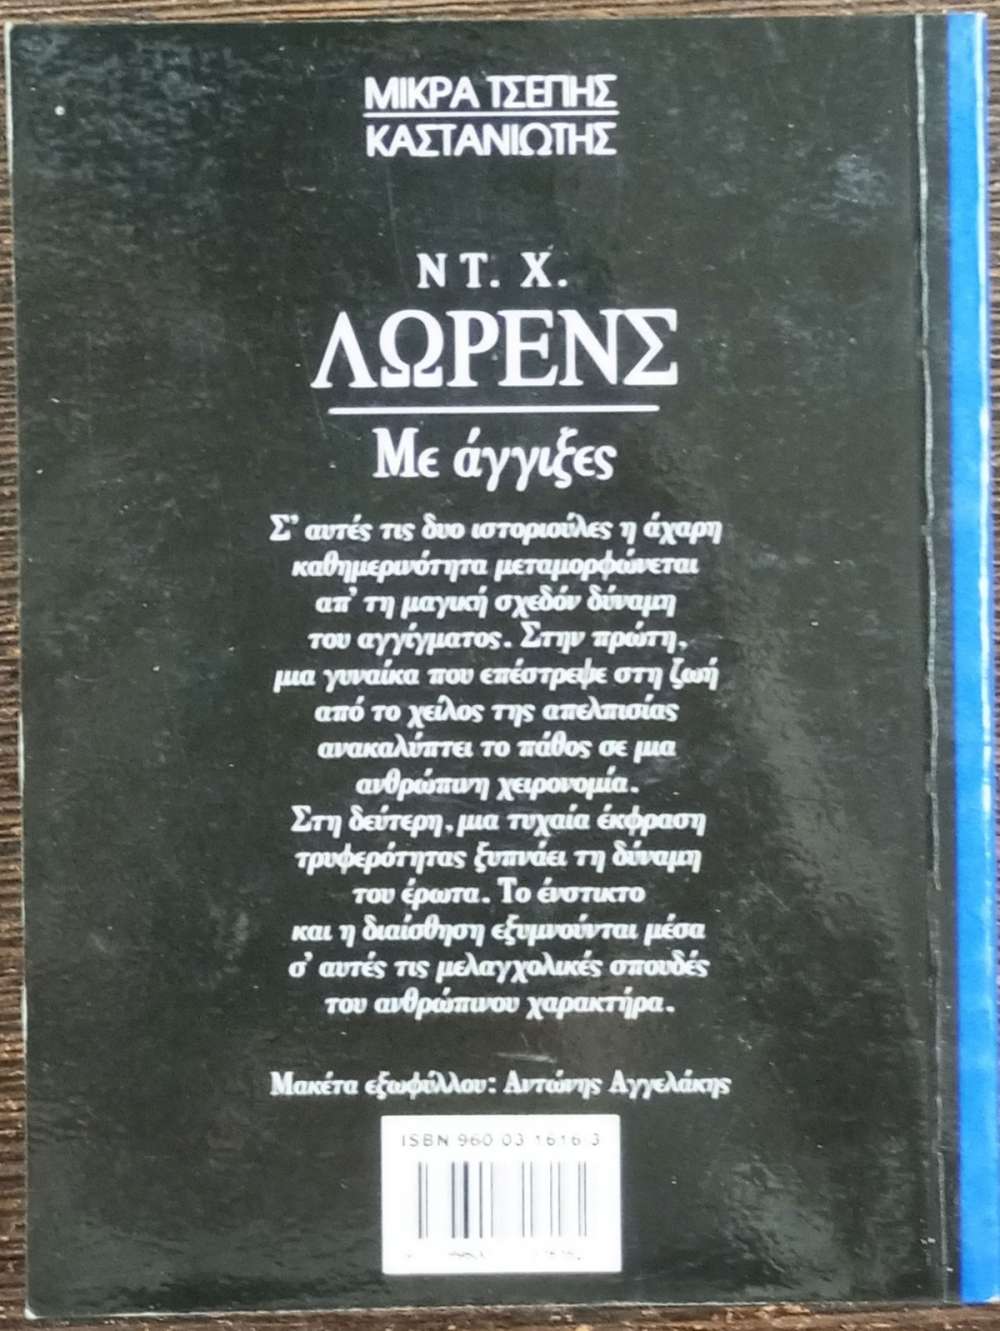 ΜΙΚΡΑ ΤΣΕΠΗΣ
ΚΑΣΤΑΝΙΩΤΗΣ
ΝΤ. Χ.
ΛΩΡΕΝΣ
Με άγγιξες
Σ' αυτές τις δυο ιστοριούλες η άχαρη
καθημερινότητα μεταμορφώνεται
απ' τη μαγική σχεδόν δύναμη
του αγγίγματος. Στην πρώτη,
μια γυναίκα που επέστρεψε στη ζωή
από το χείλος της απελπισίας
ανακαλύπτει το πάθος σε μια
ανθρώπινη χειρονομία.
Στη δεύτερη, μια τυχαία έκφραση
τρυφερότητας ξυπνάει τη δύναμη
του έρωτα. Το ένστικτο
και η διαίσθηση εξυμνούνται μέσα
σ' αυτές τις μελαγχολικές σπουδές
του ανθρώπινου χαρακτήρα.
Μακέτα εξωφύλλου: Αντώνης Αγγελάκης
ISBN 960 03 1616 3